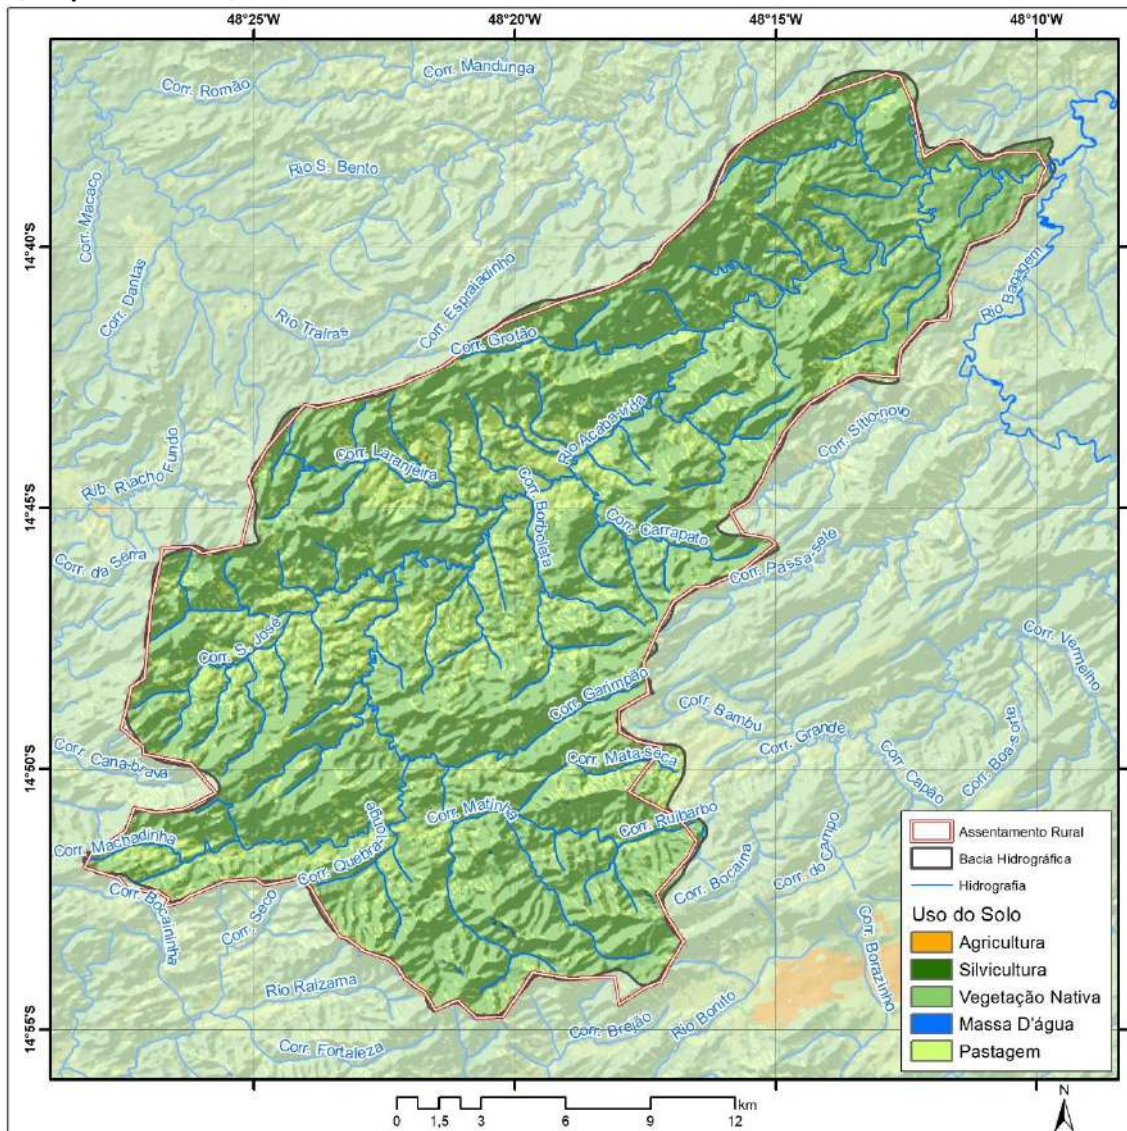 48°25'W
48°20'W
48°15'W
48°10'W
Corr. Mandunga
Corr. Romão
Rio S. Bento
Corr. Macaco
14°40'S
Corr. Dantas
Corr. Espraiadinho
Rio Bagagem
Rio Traíras
Corr. Grotão
Rio Acaba-vida
Corr. Sítio-novo
Corr. Laranjeira
Rib. Riacho Fundo
Corr. Borboleta
14°45'S
Corr. Carrapato
Corr. da Serra
Corr. Passa-sete
Corr. S. José
Corr. Vermelho
Corr. Garimpão
Corr. Bambu
Corr. Grande
Corr. Boa-sorte
Corr. Cana-brava
Corr. Mata-seca
Corr. Capão
14°50'S
Corr. Matinha
Corr. Ruibarbo
Corr. Machadinha
Corr. Quebra-
fonge
Corr. Bocaina
Corr. do Campo
Corr. Bocaininha
Corr. Seco
Corr. Borazinho
Rio Raizama
Corr. Brejão
Rio Bonito
14°55'S
Corr. Fortaleza
Assentamento Rural
Bacia Hidrográfica
Hidrografia
Uso do Solo
Agricultura
Silvicultura
Vegetação Nativa
Massa D'água
Pastagem
N
km
0 1,5 3 6 9 12